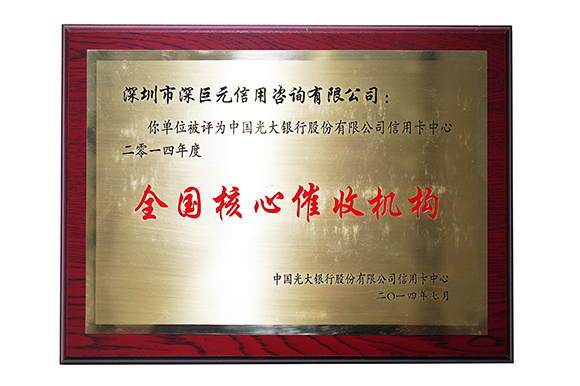 深圳市深巨元信用咨询有限公司：
你单位被评为中国光大银行股份有限公司信用卡中心
二零一四年度
全国核心催收机构
中国光大银行股份有限公司信用卡中心
二〇一四年七月